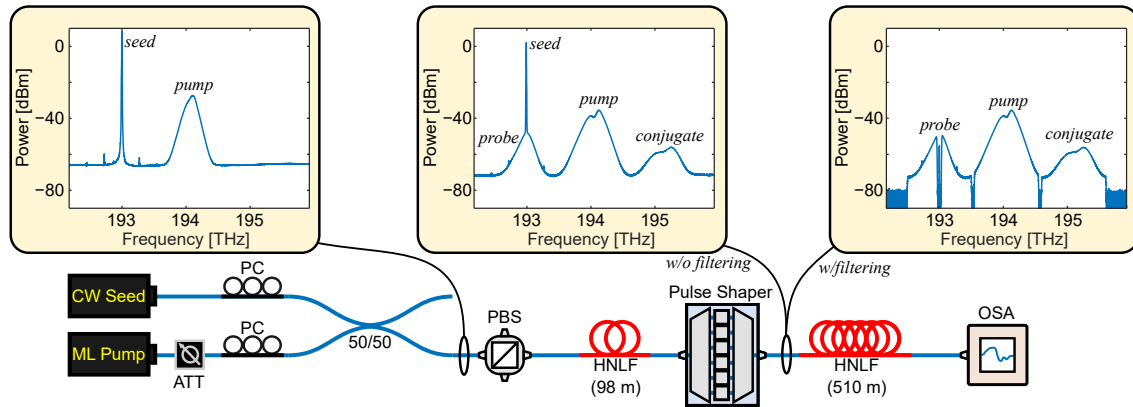 0
−40
−80
Power [dBm]
seed
pump
193
194
195
Frequency [THz]
0
−40
−80
Power [dBm]
seed
probe
pump
conjugate
193
194
195
Frequency [THz]
0
−40
−80
Power [dBm]
probe
pump
conjugate
193
194
195
Frequency [THz]
w/o filtering
w/filtering
CW Seed
PC
ML Pump
ATT
PC
50/50
PBS
HNLF
(98 m)
Pulse Shaper
HNLF
(510 m)
OSA